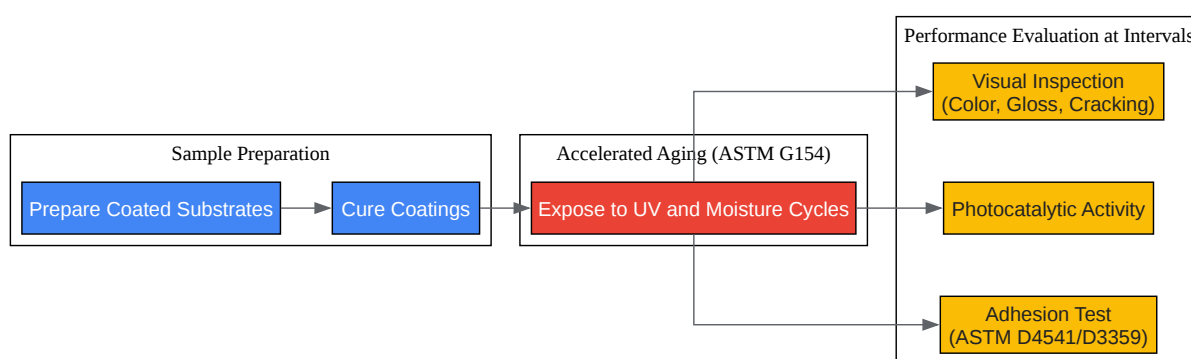 Sample Preparation
Prepare Coated Substrates
Cure Coatings
Accelerated Aging (ASTM G154)
Expose to UV and Moisture Cycles
Performance Evaluation at Intervals
Visual Inspection
(Color, Gloss, Cracking)
Photocatalytic Activity
Adhesion Test
(ASTM D4541/D3359)